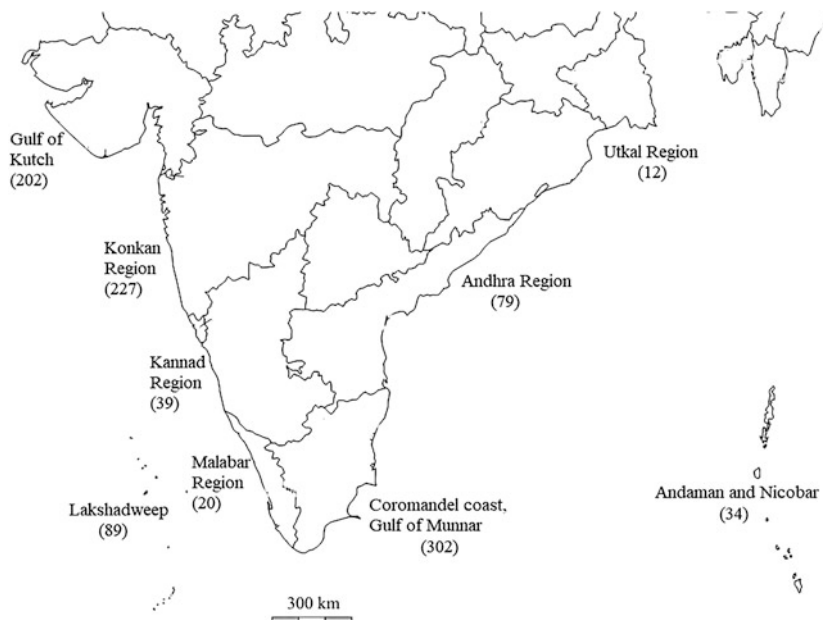 Gulf of
Kutch
(202)
Utkal Region
(12)
Konkan
Region
(227)
Andhra Region
(79)
Kannad
Region
(39)
Malabar
Region
(20)
Lakshadweep
(89)
Coromandel coast,
Gulf of Munnar
(302)
Andaman and Nicobar
(34)
300 km